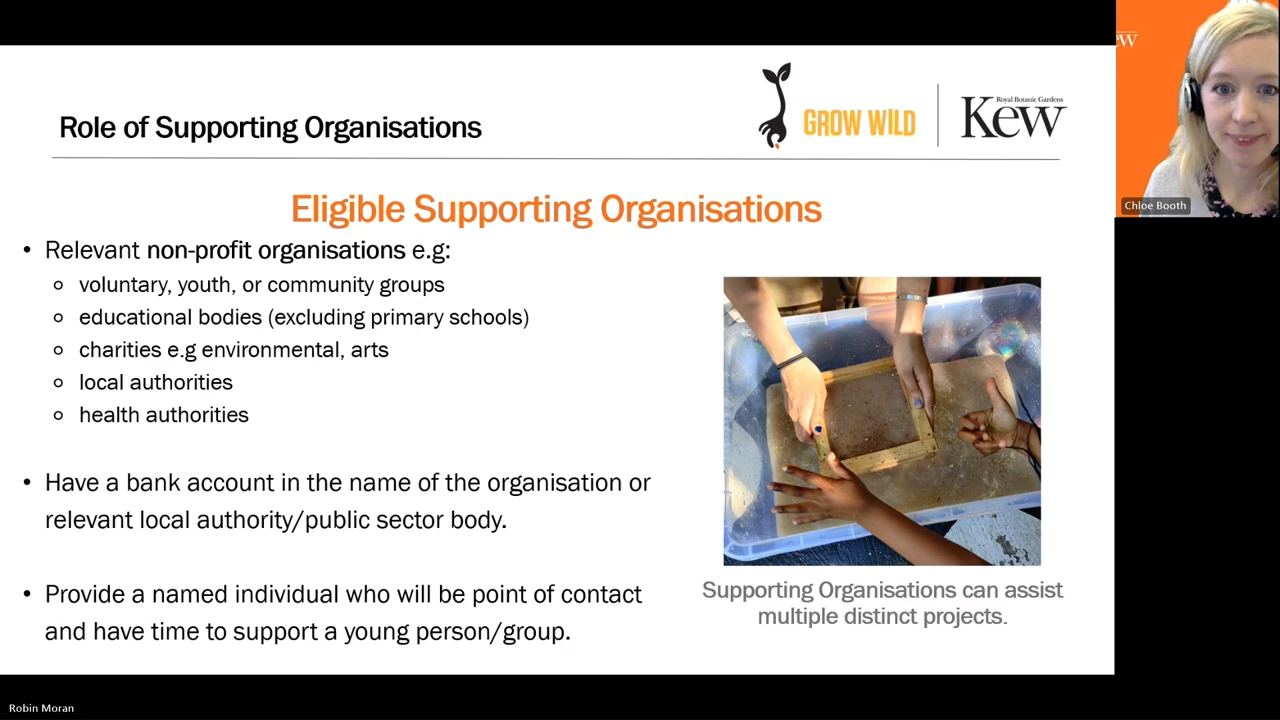 Role of Supporting Organisations
GROW WILD
Royal Botanic Gardens
Kew
Eligible Supporting Organisations
• Relevant non-profit organisations e.g:
voluntary, youth, or community groups
educational bodies (excluding primary schools)
charities e.g environmental, arts
local authorities
health authorities
• Have a bank account in the name of the organisation or
relevant local authority/public sector body.
• Provide a named individual who will be point of contact
and have time to support a young person/group.
Supporting Organisations can assist
multiple distinct projects.
Chloe Booth
Robin Moran